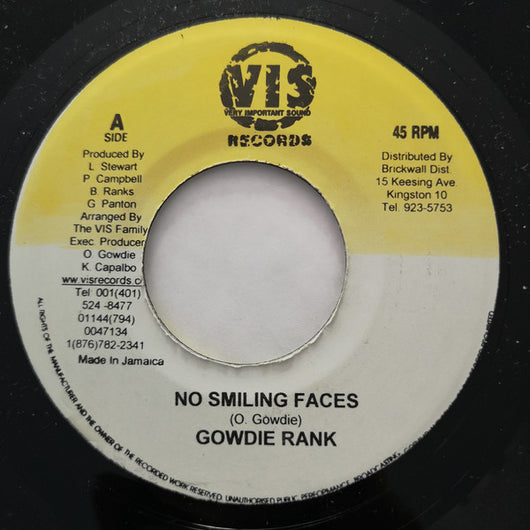 VIS
VERY IMPORTANT SOUND
RECORDS
A
SIDE
45 RPM
Produced By
L. Stewart
P. Campbell
B. Ranks
G. Panton
Arranged By
The VIS Family
Exec. Producer
O. Gowdie
K. Capalbo
ww.visrecords.c
Tel: 001(401)
524 -8477
01144(794)
0047134
1(876)782-2341
Made In Jamaica
Distributed By
Brickwall Dist.
15 Keesing Ave.
Kingston 10
Tel. 923-5753
NO SMILING FACES
(O. Gowdie)
GOWDIE RANK
ALL RIGHTS OF THE MANUFACTURER AND THE OWNER OF THE RECORDED WORK RESERVED. UNAUTHORISED PUBLIC PERFORMANCE, BROADCASTING